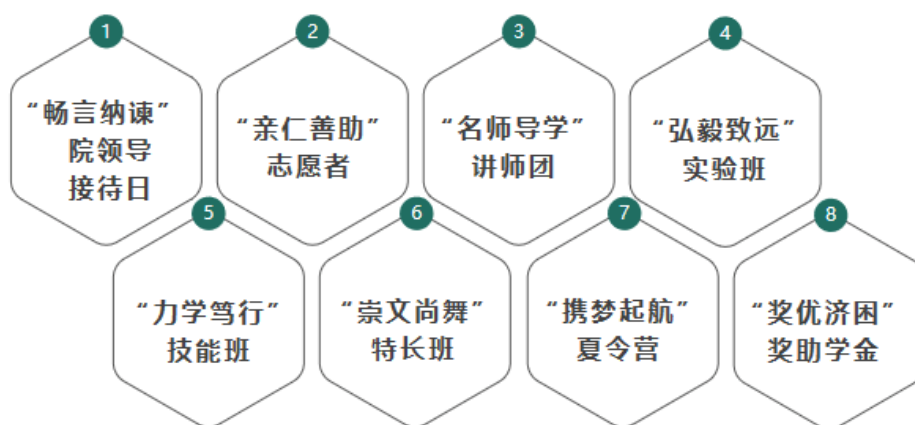 1
“畅言纳谏”
院领导
接待日
2
“亲仁善助”
志愿者
3
“名师导学”
讲师团
4
“弘毅致远”
实验班
5
“力学笃行”
技能班
6
“崇文尚舞”
特长班
7
“携梦起航”
夏令营
8
“奖优济困”
奖助学金